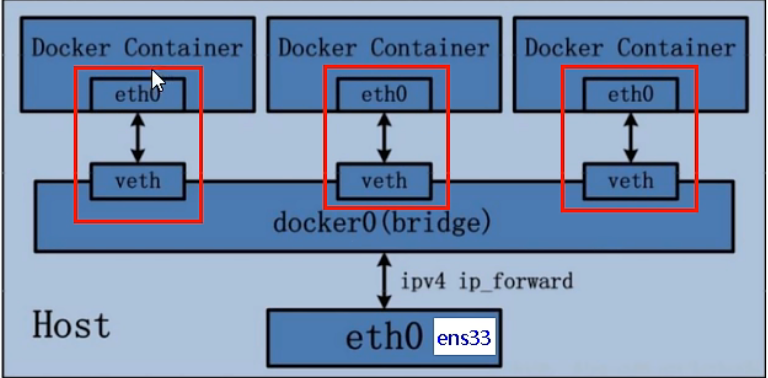 Docker Container Docker Container Docker Container
eth0 eth0 eth0
veth veth veth
docker0(bridge)
ipv4 ip_forward
Host
eth0 ens33